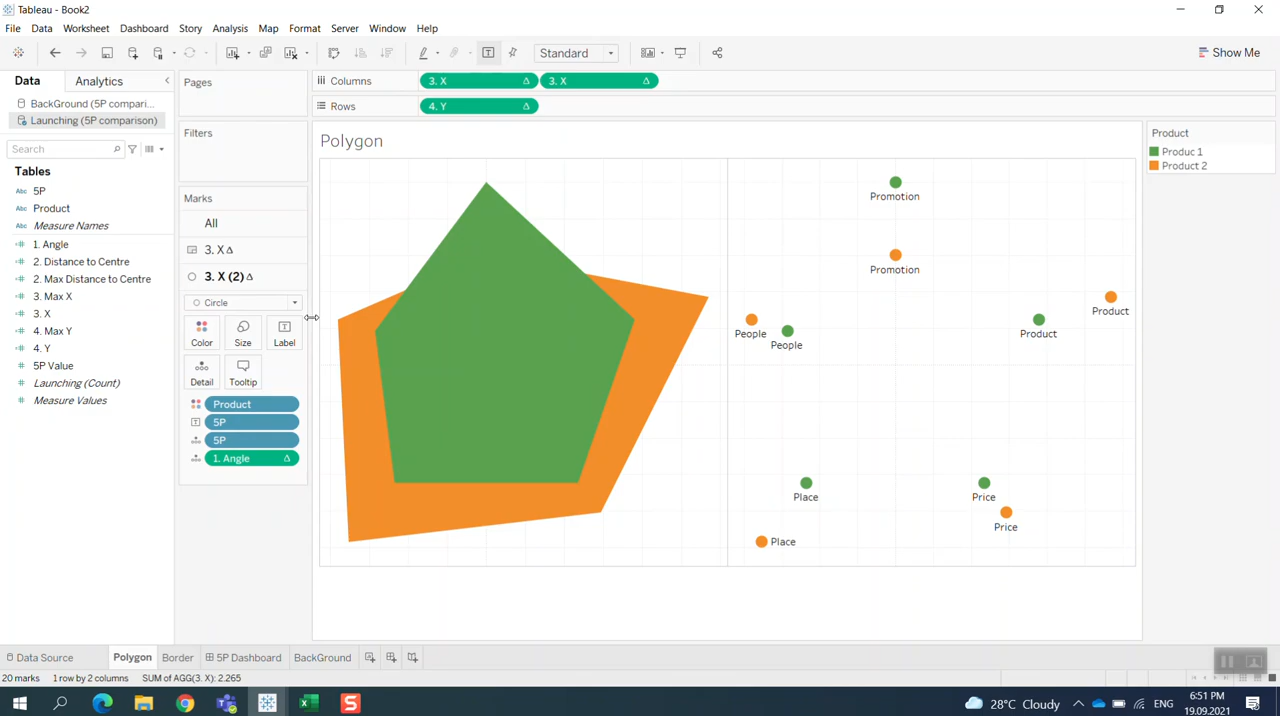 Tableau - Book2
File Data Worksheet Dashboard Story Analysis Map Format Server Window Help
Standard
Show Me
Data Analytics
BackGround (5P compari...
Launching (5P comparison)
Search
Tables
Abc 5P
Abc Product
Abc Measure Names
1. Angle
2. Distance to Centre
2. Max Distance to Centre
3. Max X
3. X
4. Max Y
4. Y
5P Value
Launching (Count)
Measure Values
Pages
Filters
Marks
All
3. X Δ
3. X (2) Δ
Circle
Color Size Label
Detail Tooltip
Product
5P
5P
1. Angle Δ
Columns 3. X Δ 3. X Δ
Rows 4. Y Δ
Polygon
Promotion
Promotion
Product
People
Product
People
Place
Price
Price
Place
Product
Produc 1
Product 2
Data Source Polygon Border 5P Dashboard BackGround
20 marks 1 row by 2 columns SUM of AGG(3. X): 2.265
28°C Cloudy ENG
6:51 PM
19.09.2021